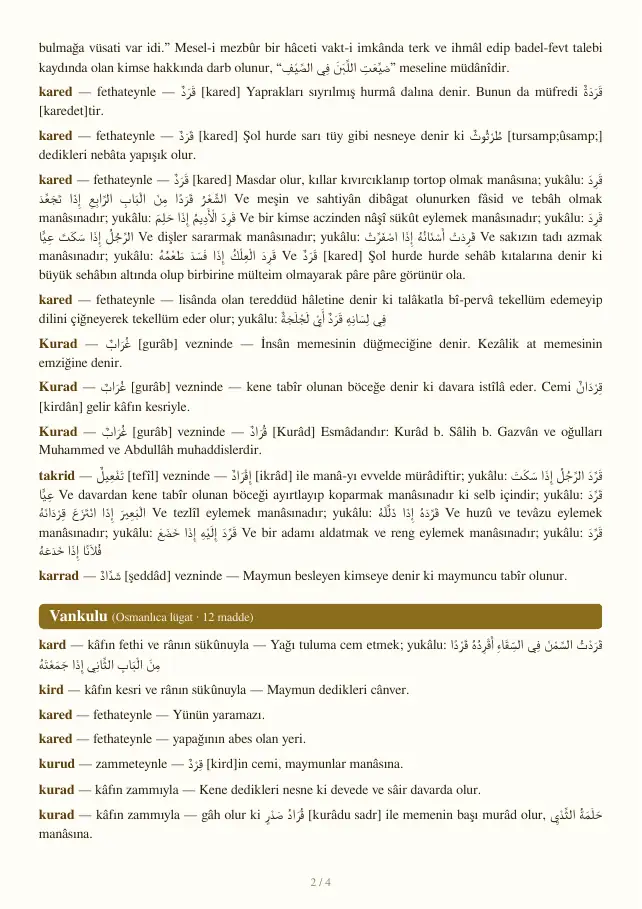 bulmağa vüsati var idi.” Mesel-i mezbûr bir hâceti vakt-i imkânda terk ve ihmâl edip badel-fevt talebi
kaydında olan kimse hakkında darb olunur, “ضَيَّعَتِ اللَّبَنَ فِي الصَّيْفِ” meseline müdânîdir.
kared — fethateynle — قَرَدٌ [kared] Yaprakları sıyrılmış hurmâ dalına denir. Bunun da müfredi قَرَدَةٌ
[karedet]tir.
kared — fethateynle — قَرَدٌ [kared] Şol hurde sarı tüy gibi nesneye denir ki طُرْثُوثٌ [tursamp;ûsamp;]
dedikleri nebâta yapışık olur.
kared — fethateynle — قَرَدٌ [kared] Masdar olur, kıllar kıvırcıklanıp tortop olmak manâsına; yukâlu: قَرِدَ
الشَّعْرُ قَرَدًا مِنَ الْبَابِ الرَّابِعِ إِذَا تَجَعَّدَ Ve meşin ve sahtiyân dibâgat olunurken fâsid ve tebâh olmak
manâsınadır; yukâlu: قَرِدَ الْأَدِيمُ إِذَا حَلِمَ Ve bir kimse aczinden nâşî sükût eylemek manâsınadır; yukâlu: قَرِدَ
الرَّجُلُ إِذَا سَكَتَ عِيًّا Ve dişler sararmak manâsınadır; yukâlu: قَرِدَتْ أَسْنَانُهُ إِذَا اصْفَرَّتْ Ve sakızın tadı azmak
manâsınadır; yukâlu: قَرِدَ الْعِلْكُ إِذَا فَسَدَ طَعْمُهُ Ve قَرَدٌ [kared] Şol hurde hurde sehâb kıtalarına denir ki
büyük sehâbın altında olup birbirine mülteim olmayarak pâre pâre görünür ola.
kared — fethateynle — lisânda olan tereddüd hâletine denir ki talâkatla bî-pervâ tekellüm edemeyip
dilini çiğneyerek tekellüm eder olur; yukâlu: فِي لِسَانِهِ قَرَدٌ أَيْ لَجْلَجَةٌ
Kurad — غُرَابٌ [gurâb] vezninde — İnsân memesinin düğmeciğine denir. Kezâlik at memesinin
emziğine denir.
Kurad — غُرَابٌ [gurâb] vezninde — kene tabîr olunan böceğe denir ki davara istîlâ eder. Cemi قِرْدَانٌ
[kirdân] gelir kâfın kesriyle.
Kurad — غُرَابٌ [gurâb] vezninde — قُرَادٌ [Kurâd] Esmâdandır: Kurâd b. Sâlih b. Gazvân ve oğulları
Muhammed ve Abdullâh muhaddislerdir.
takrid — تَفْعِيلٌ [tefîl] vezninde — إِقْرَادٌ [ikrâd] ile manâ-yı evvelde mürâdiftir; yukâlu: قَرَّدَ الرَّجُلُ إِذَا سَكَتَ
عِيًّا Ve davardan kene tabîr olunan böceği ayırtlayıp koparmak manâsınadır ki selb içindir; yukâlu: قَرَّدَ
الْبَعِيرَ إِذَا انْتَزَعَ قِرْدَانَهُ Ve tezlîl eylemek manâsınadır; yukâlu: قَرَّدَهُ إِذَا ذَلَّلَهُ Ve huzû ve tevâzu eylemek
manâsınadır; yukâlu: قَرَّدَ إِلَيْهِ إِذَا خَضَعَ Ve bir adamı aldatmak ve reng eylemek manâsınadır; yukâlu: قَرَّدَ
فُلَانًا إِذَا خَدَعَهُ
karrad — شَدَّادٌ [şeddâd] vezninde — Maymun besleyen kimseye denir ki maymuncu tabîr olunur.
Vankulu (Osmanlıca lügat · 12 madde)
kard — kâfın fethi ve rânın sükûnuyla — Yağı tuluma cem etmek; yukâlu: قَرَدْتُ السَّمْنَ فِي السِّقَاءِ أَقْرِدُهُ قَرْدًا
مِنَ الْبَابِ الثَّانِي إِذَا جَمَعْتَهُ
kird — kâfın kesri ve rânın sükûnuyla — Maymun dedikleri cânver.
kared — fethateynle — Yünün yaramazı.
kared — fethateynle — yapağının abes olan yeri.
kurud — zammeteynle — قِرْدٌ [kird]in cemi, maymunlar manâsına.
kurad — kâfın zammıyla — Kene dedikleri nesne ki devede ve sâir davarda olur.
kurad — kâfın zammıyla — gâh olur ki قُرَادُ صَدْرِ [kurâdu sadr] ile memenin başı murâd olur, حَلَمَةُ الثَّدْيِ
manâsına.
2 / 4